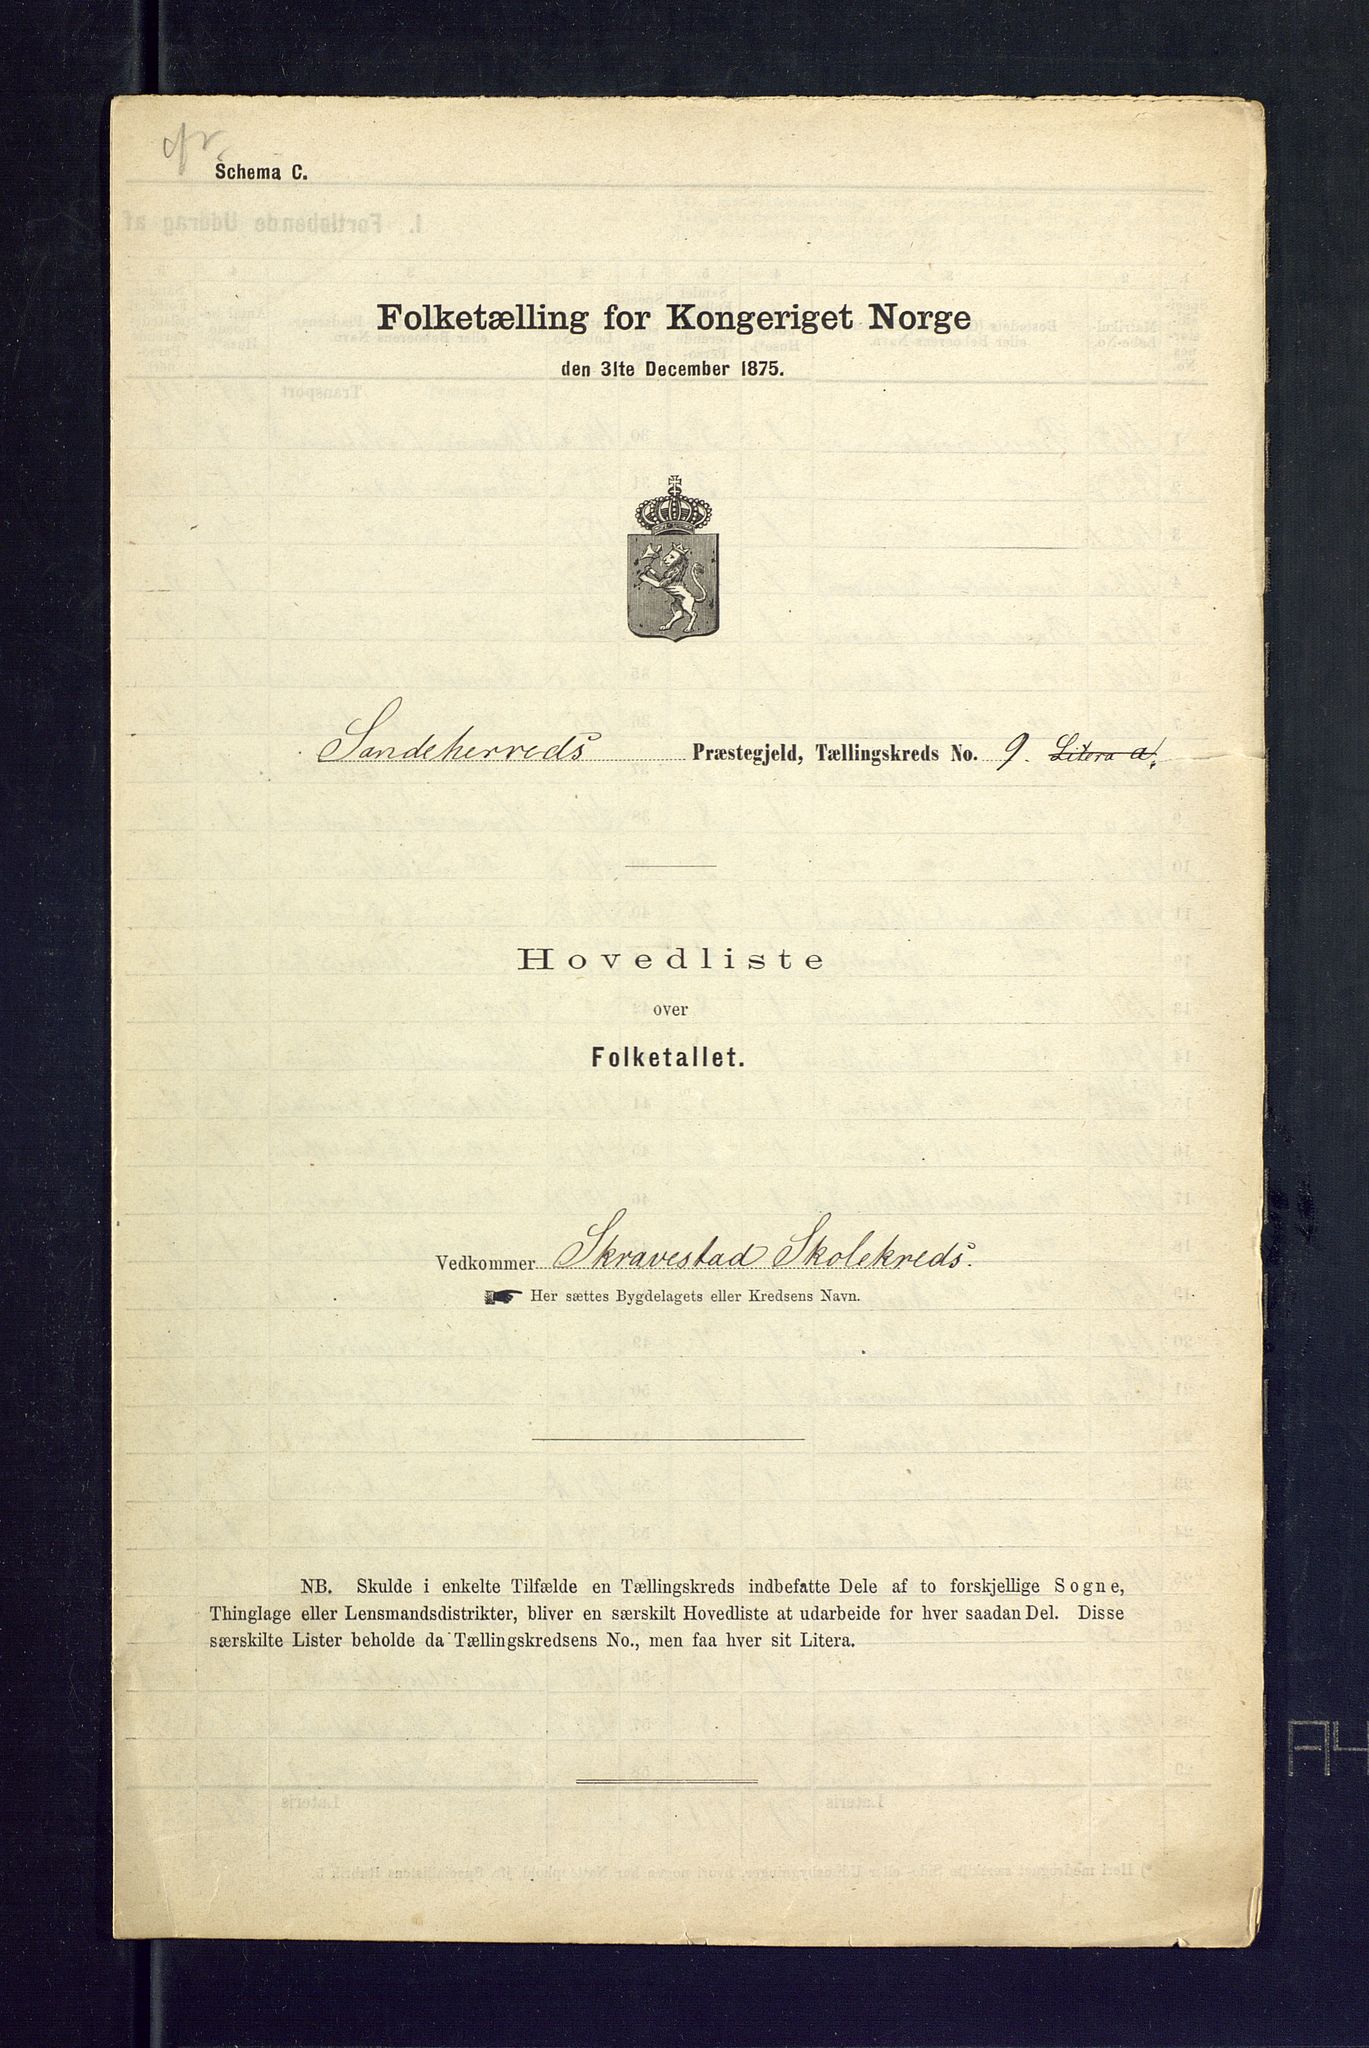 Schema C.
Folketælling for Kongeriget Norge
den 31te December 1875.
Sandeherreds Præstegjeld, Tællingskreds No. 9. Litera a.
Hovedliste
over
Folketallet.
Vedkommer Skravestad Skolekreds.
Her sættes Bygdelagets eller Kredsens Navn.
NB. Skulde i enkelte Tilfælde en Tællingskreds indbefatte Dele af to forskjellige Sogne,
Thinglage eller Lensmandsdistrikter, bliver en særskilt Hovedliste at udarbeide for hver saadan Del. Disse
særskilte Lister beholde da Tællingskredsens No., men faa hver sit Litera.